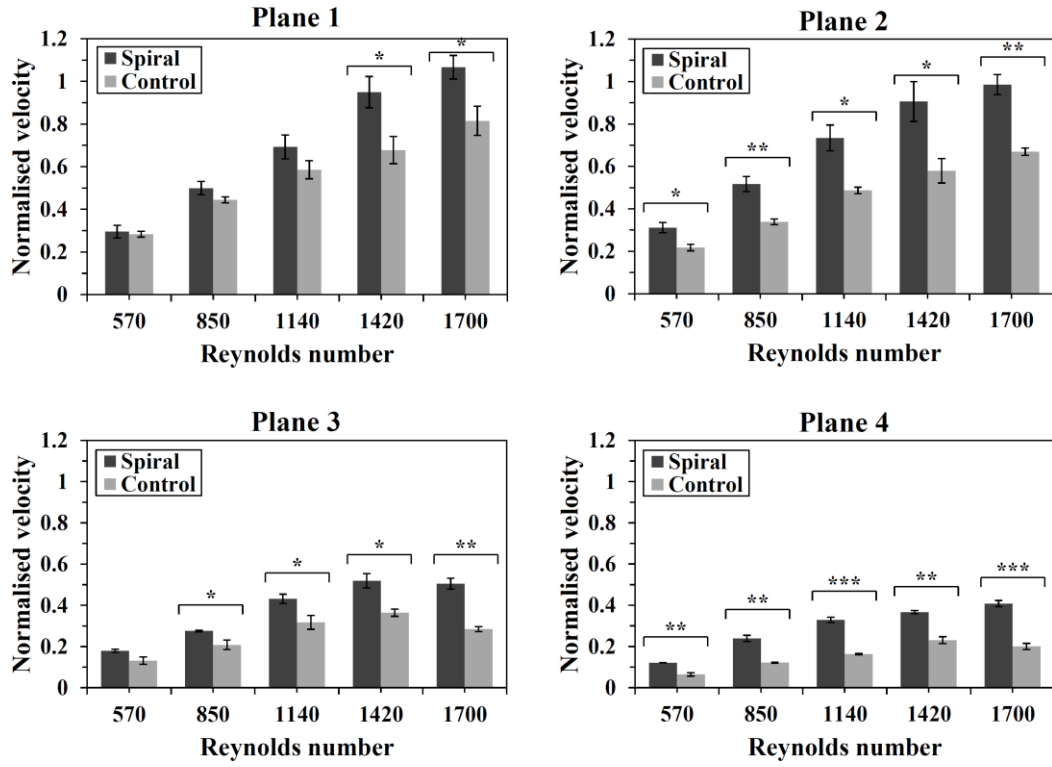 Plane 1
Normalised velocity
1.2
1
0.8
0.6
0.4
0.2
0
Spiral
Control
*
*
570 850 1140 1420 1700
Reynolds number
Plane 2
Normalised velocity
1.2
1
0.8
0.6
0.4
0.2
0
Spiral
Control
*
**
*
*
**
570 850 1140 1420 1700
Reynolds number
Plane 3
Normalised velocity
1.2
1
0.8
0.6
0.4
0.2
0
Spiral
Control
*
*
*
**
570 850 1140 1420 1700
Reynolds number
Plane 4
Normalised velocity
1.2
1
0.8
0.6
0.4
0.2
0
Spiral
Control
**
**
***
**
***
570 850 1140 1420 1700
Reynolds number